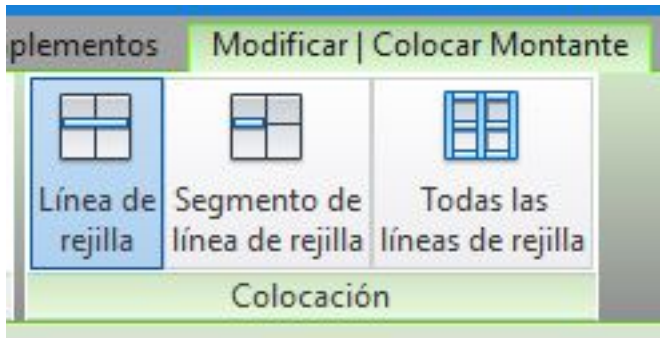 plementos
Modificar | Colocar Montante
Línea de
rejilla
Segmento de
línea de rejilla
Todas las
líneas de rejilla
Colocación